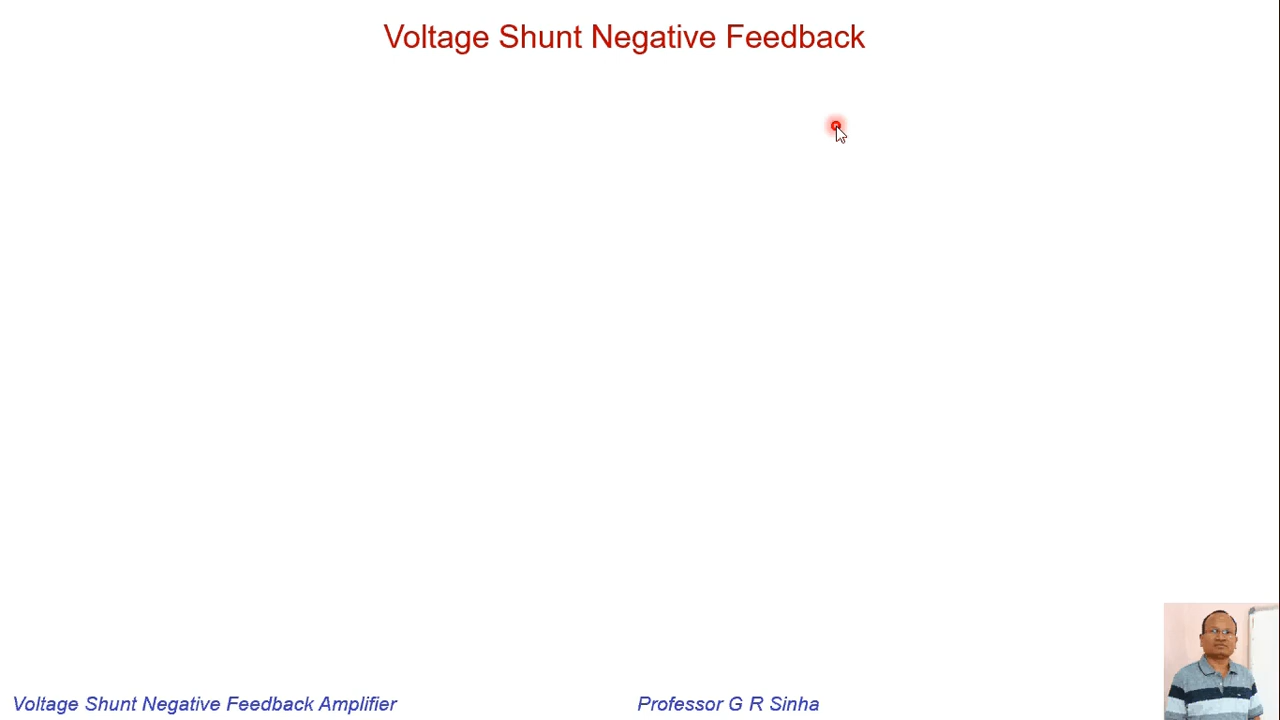 Voltage Shunt Negative Feedback
Voltage Shunt Negative Feedback Amplifier
Professor G R Sinha